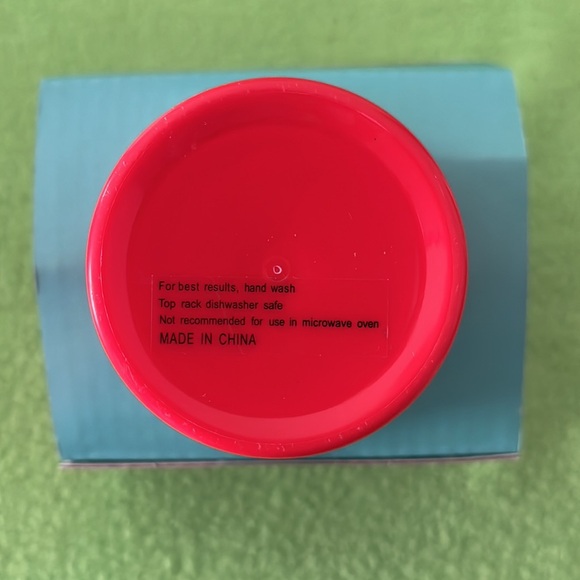 For best results, hand wash
Top rack dishwasher safe
Not recommended for use in microwave oven
MADE IN CHINA